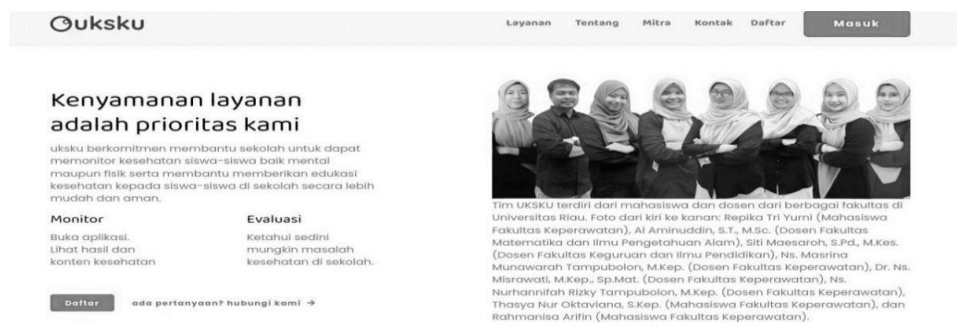 uksku
Layanan Tentang Mitra Kontak Daftar Masuk
Kenyamanan layanan
adalah prioritas kami
uksku berkomitmen membantu sekolah untuk dapat
memonitor kesehatan siswa-siswa baik mental
maupun fisik serta membantu memberikan edukasi
kesehatan kepada siswa-siswa di sekolah secara lebih
mudah dan aman.
Monitor
Buka aplikasi.
Lihat hasil dan
konten kesehatan
Evaluasi
Ketahui sedini
mungkin masalah
kesehatan di sekolah.
Daftar ada pertanyaan? hubungi kami →
Tim UKSKU terdiri dari mahasiswa dan dosen dari berbagai fakultas di
Universitas Riau. Foto dari kiri ke kanan: Repika Tri Yumi (Mahasiswa
Fakultas Keperawatan), Al Aminuddin, S.T., M.Sc. (Dosen Fakultas
Matematika dan Ilmu Pengetahuan Alam), Siti Maesaroh, S.Pd., M.Kes.
(Dosen Fakultas Keguruan dan Ilmu Pendidikan), Ns. Masrina
Munawarah Tampubolon, M.Kep. (Dosen Fakultas Keperawatan), Dr. Ns.
Misrawati, M.Kep., Sp.Mat. (Dosen Fakultas Keperawatan), Ns.
Nurhannifah Rizky Tampubolon, M.Kep. (Dosen Fakultas Keperawatan),
Thasya Nur Oktaviana, S.Kep. (Mahasiswa Fakultas Keperawatan), dan
Rahmanisa Arifin (Mahasiswa Fakultas Keperawatan).